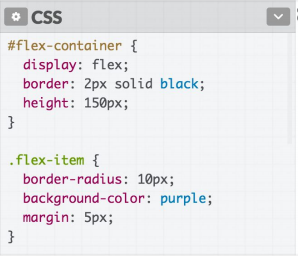 CSS
#flex-container {
  display: flex;
  border: 2px solid black;
  height: 150px;
}

.flex-item {
  border-radius: 10px;
  background-color: purple;
  margin: 5px;
}